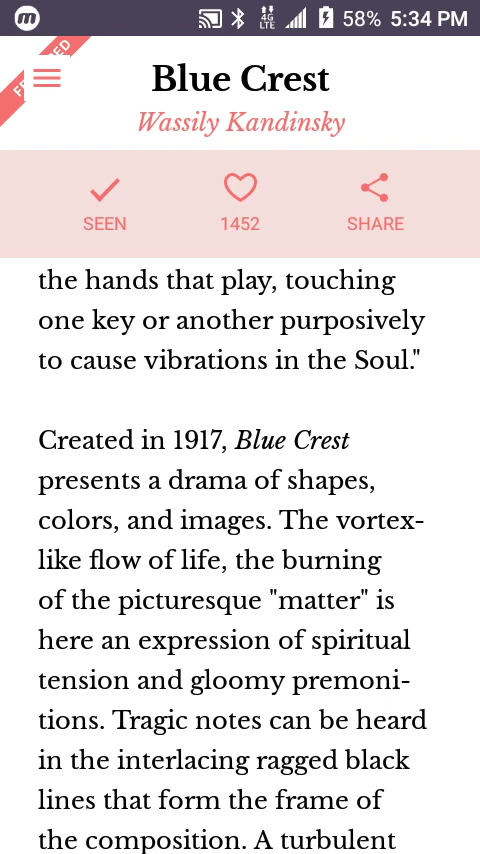 4G
LTE
58% 5:34 PM
Blue Crest
Wassily Kandinsky
SEEN
1452
SHARE
the hands that play, touching
one key or another purposively
to cause vibrations in the Soul."
Created in 1917, Blue Crest
presents a drama of shapes,
colors, and images. The vortex-
like flow of life, the burning
of the picturesque "matter" is
here an expression of spiritual
tension and gloomy premoni-
tions. Tragic notes can be heard
in the interlacing ragged black
lines that form the frame of
the composition. A turbulent